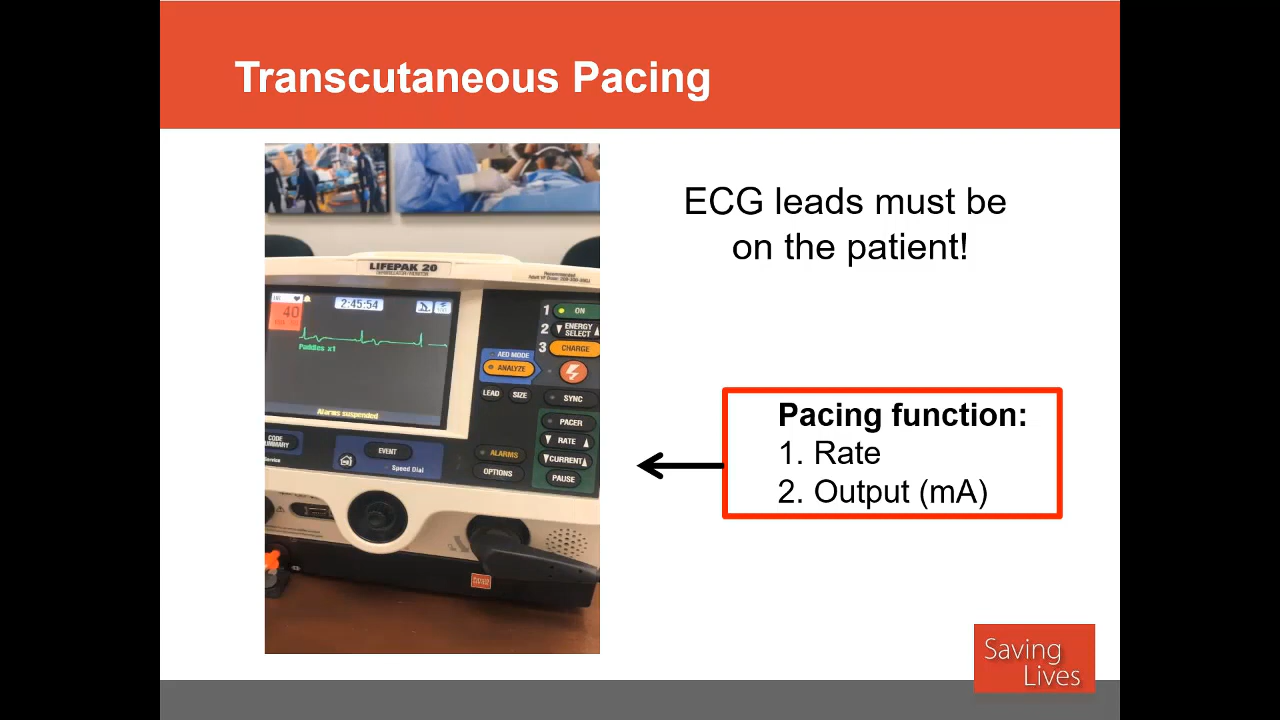 Transcutaneous Pacing
ECG leads must be
on the patient!
LIFEPAK 20
DEFIBRILLATOR/MONITOR
40
2:45:54
Paddles x1
Alarms suspended
1 ON
2 ENERGY SELECT
3 CHARGE
AED MODE
ANALYZE
LEAD SIZE SYNC
PACER
RATE
CURRENT
PAUSE
ALARMS
OPTIONS
CODE
SUMMARY
EVENT
Speed Dial
Service
Pacing function:
1. Rate
2. Output (mA)
Saving
Lives